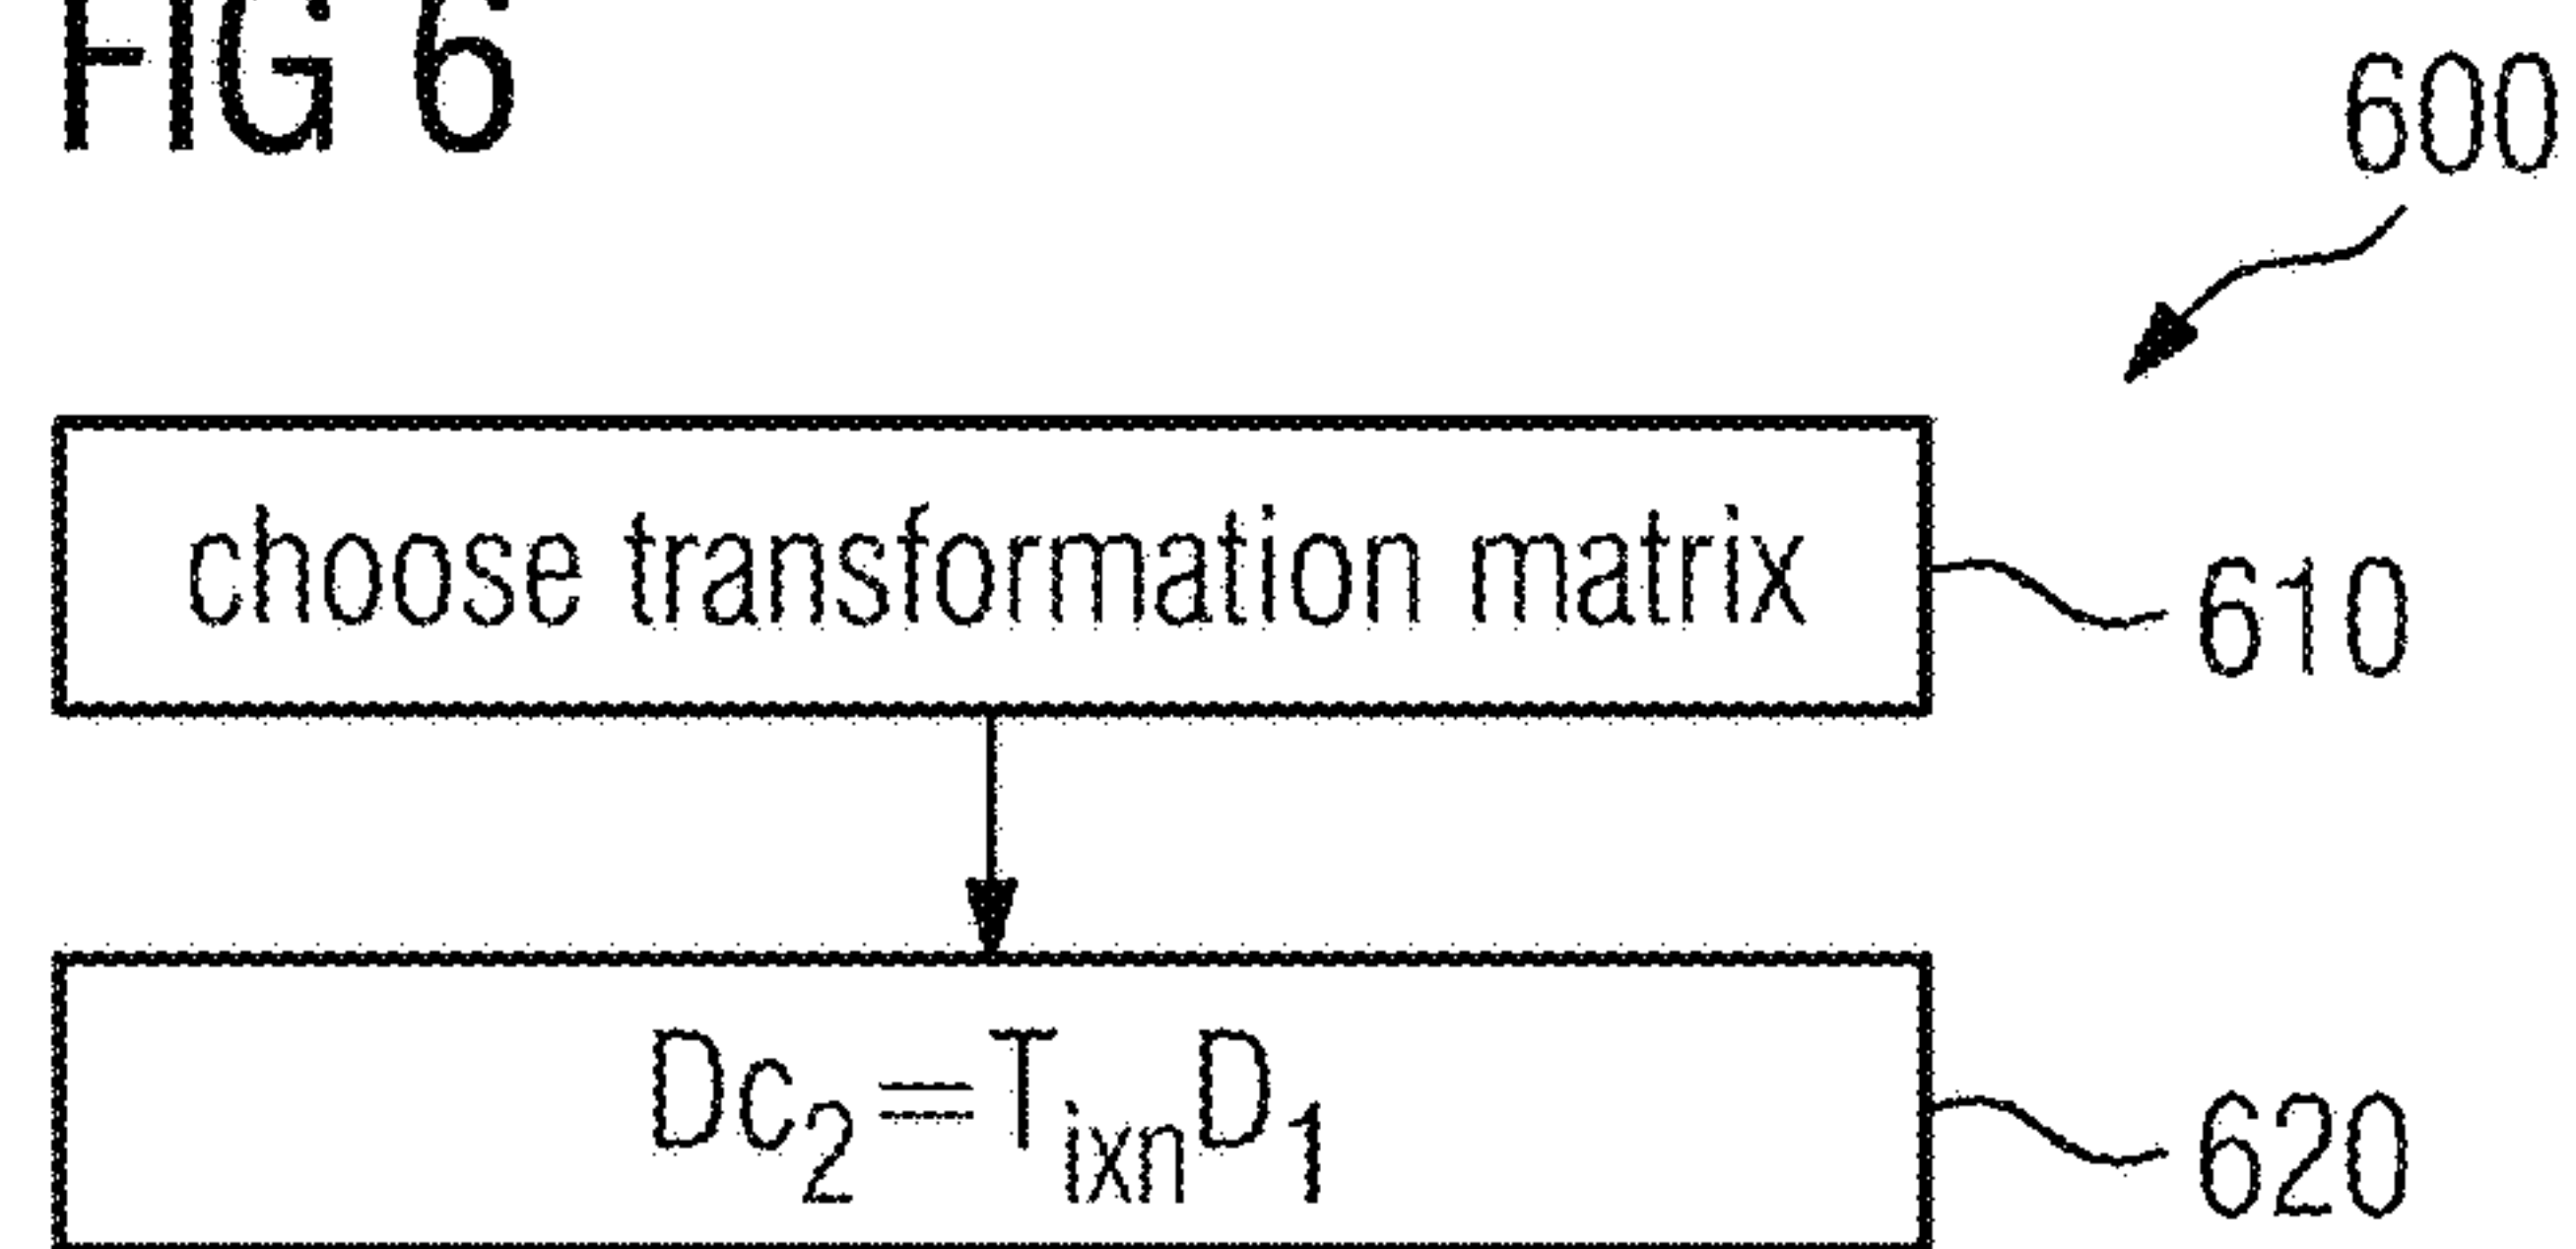 FIG 6
600
choose transformation matrix
610
Dc₂=TᵢₓₙD₁
620